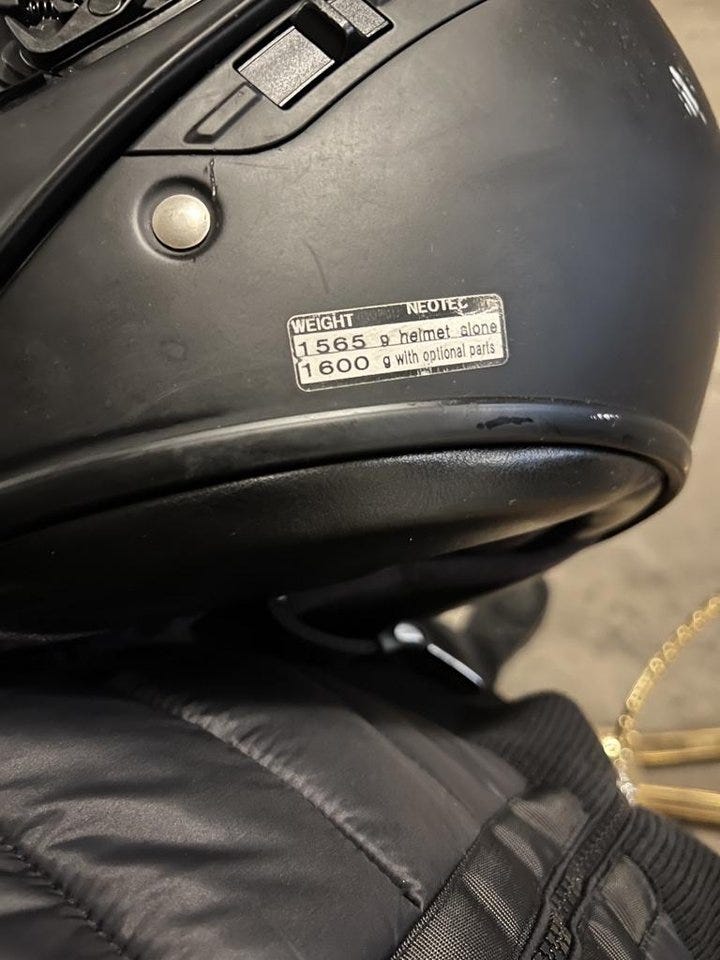 NEOTEC
WEIGHT
1565 g helmet alone
1600 g with optional parts